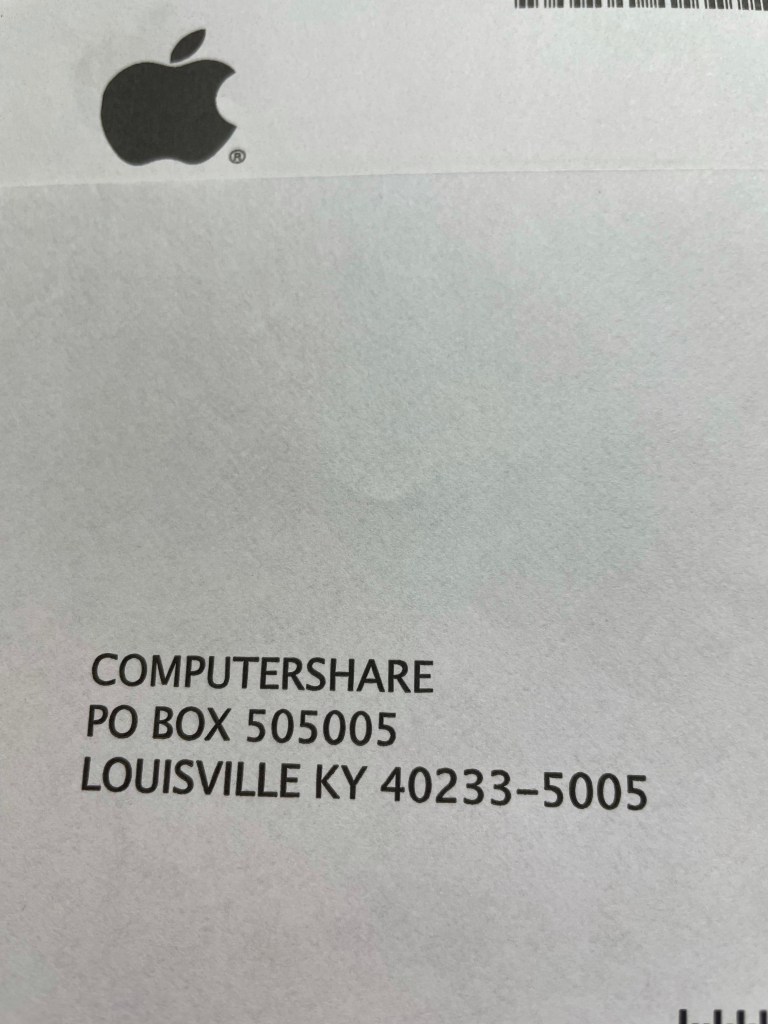 ®
COMPUTERSHARE
PO BOX 505005
LOUISVILLE KY 40233-5005